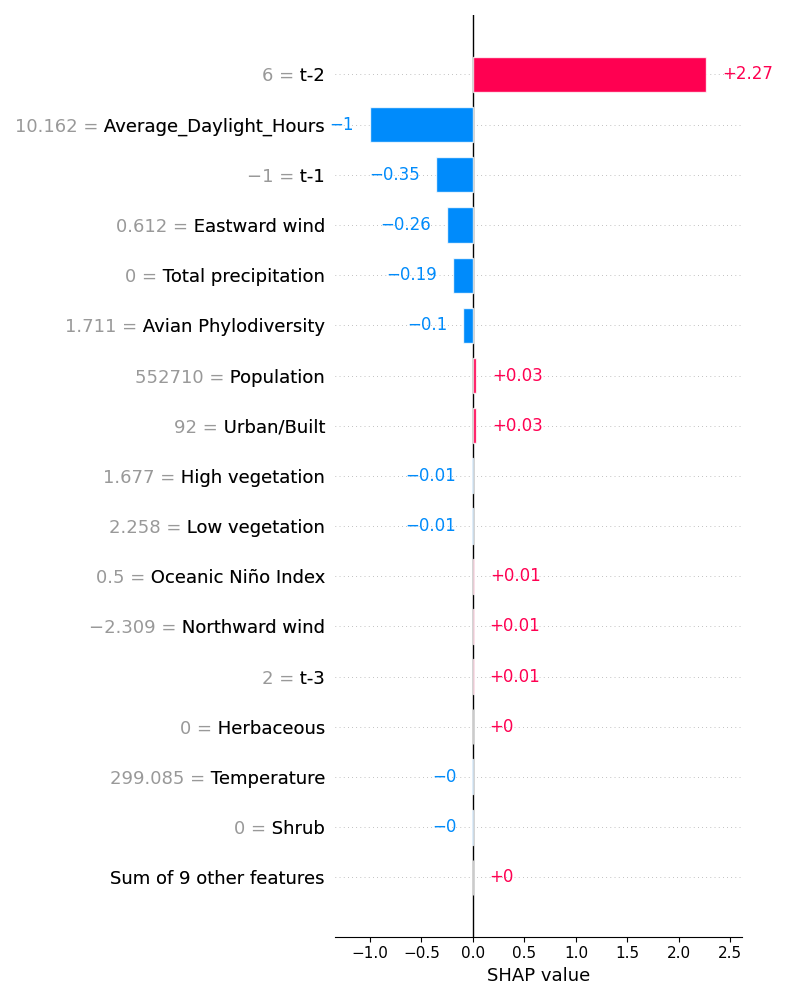 6 = t-2 +2.27
10.162 = Average_Daylight_Hours −1
−1 = t-1 −0.35
0.612 = Eastward wind −0.26
0 = Total precipitation −0.19
1.711 = Avian Phylodiversity −0.1
552710 = Population +0.03
92 = Urban/Built +0.03
1.677 = High vegetation −0.01
2.258 = Low vegetation −0.01
0.5 = Oceanic Niño Index +0.01
−2.309 = Northward wind +0.01
2 = t-3 +0.01
0 = Herbaceous +0
299.085 = Temperature −0
0 = Shrub −0
Sum of 9 other features +0
−1.0 −0.5 0.0 0.5 1.0 1.5 2.0 2.5
SHAP value